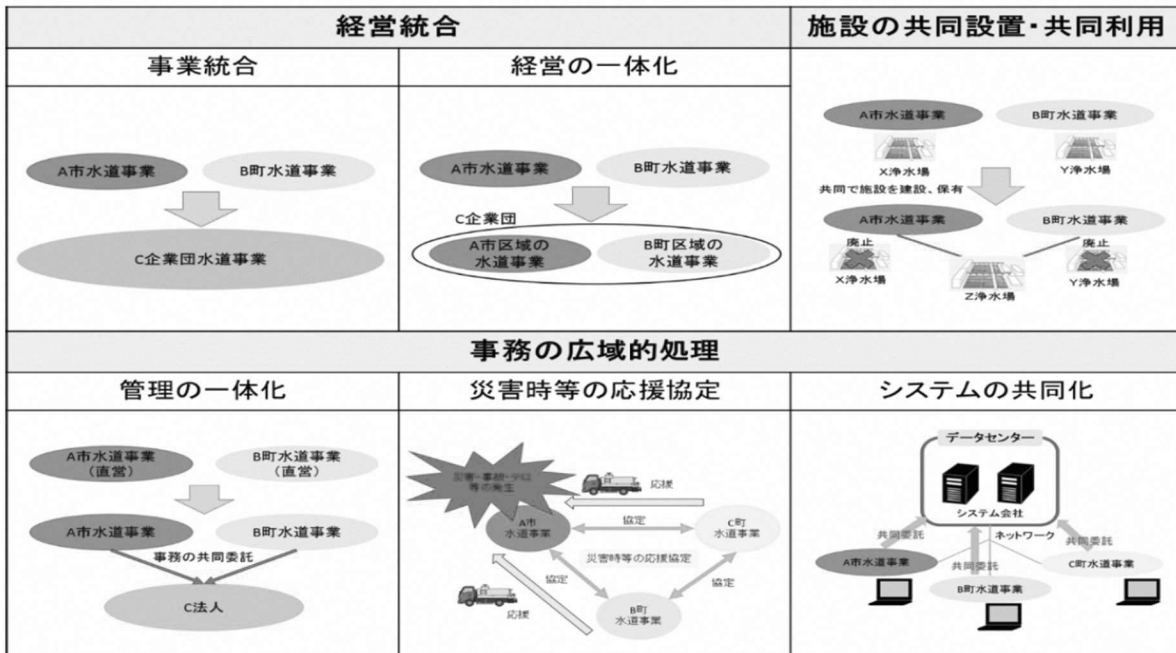 経営統合
施設の共同設置・共同利用
事業統合
経営の一体化
A市水道事業
B町水道事業
C企業団水道事業
A市水道事業
B町水道事業
C企業団
A市区域の
水道事業
B町区域の
水道事業
A市水道事業
B町水道事業
X浄水場
Y浄水場
共同で施設を建設、保有
A市水道事業
B町水道事業
廃止
廃止
X浄水場
Z浄水場
Y浄水場
事務の広域的処理
管理の一体化
災害時等の応援協定
システムの共同化
A市水道事業
(直営)
B町水道事業
(直営)
A市水道事業
B町水道事業
事務の共同委託
C法人
災害・事故・テロ
等の発生
応援
A市
水道事業
協定
C町
水道事業
災害時等の応援協定
協定
協定
応援
B町
水道事業
データセンター
システム会社
ネットワーク
共同委託
共同委託
共同委託
A市水道事業
B町水道事業
C町水道事業